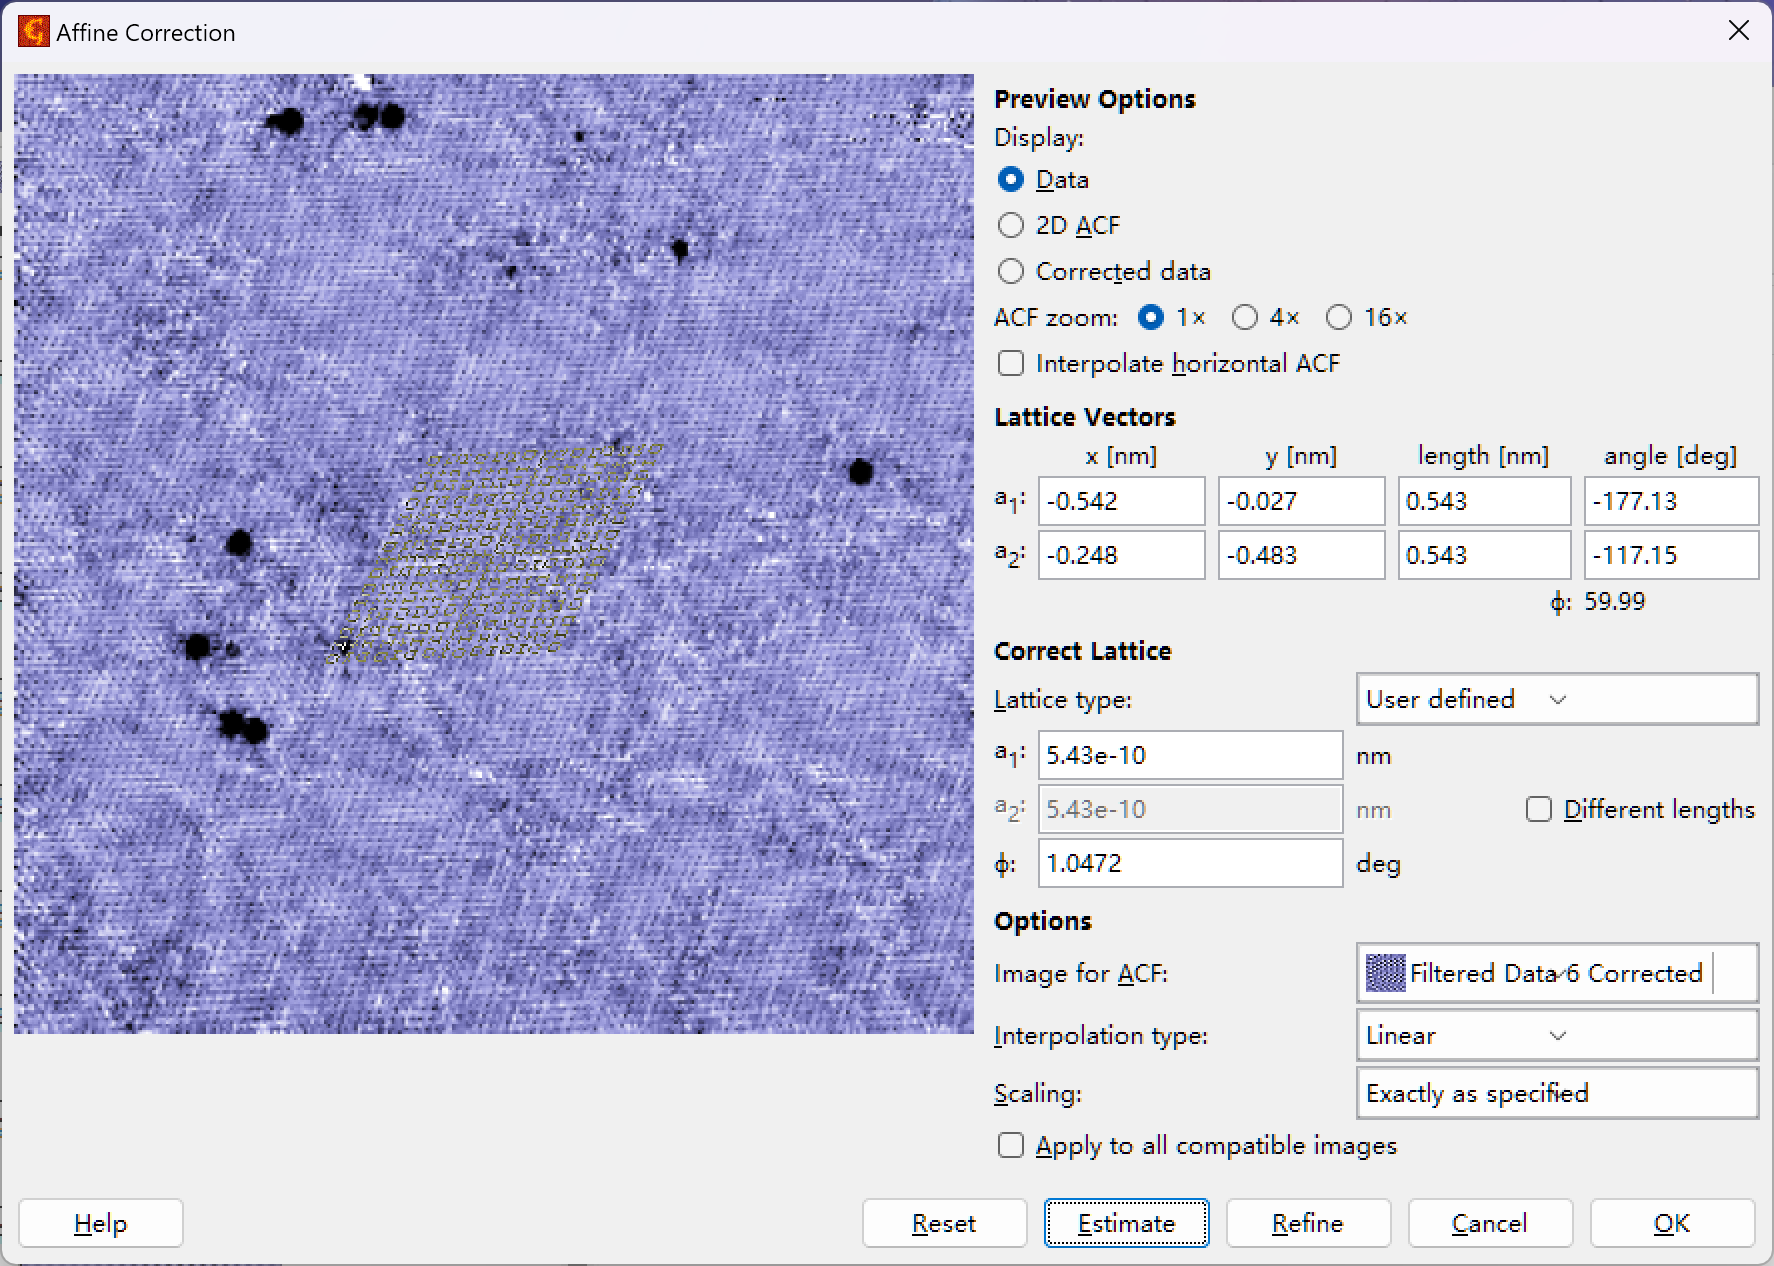 Affine Correction
Preview Options
Display:
Data
2D ACF
Corrected data
ACF zoom: 1× 4× 16×
Interpolate horizontal ACF
Lattice Vectors
x [nm] y [nm] length [nm] angle [deg]
a1: -0.542 -0.027 0.543 -177.13
a2: -0.248 -0.483 0.543 -117.15
ϕ: 59.99
Correct Lattice
Lattice type: User defined
a1: 5.43e-10 nm
a2: 5.43e-10 nm Different lengths
ϕ: 1.0472 deg
Options
Image for ACF: Filtered Data 6 Corrected
Interpolation type: Linear
Scaling: Exactly as specified
Apply to all compatible images
Help Reset Estimate Refine Cancel OK